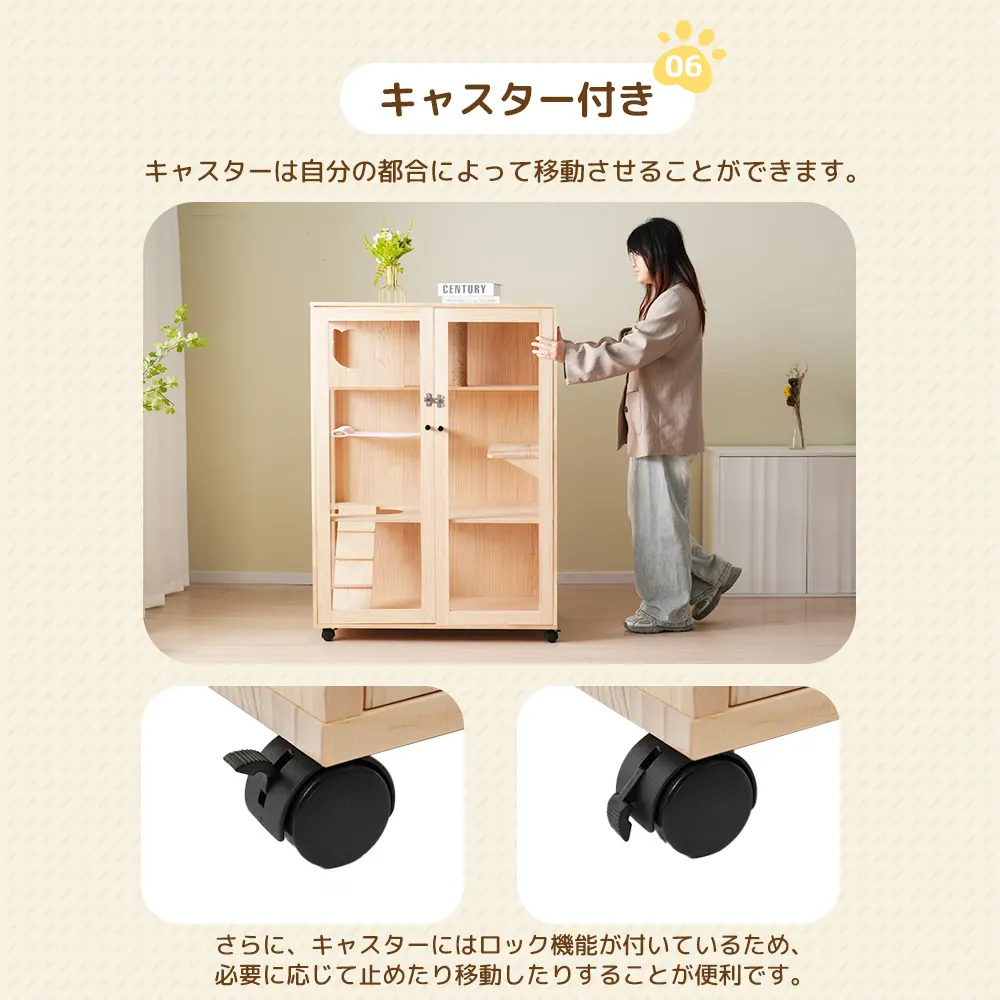 06
キャスター付き
キャスターは自分の都合によって移動させることができます。
CENTURY
さらに、キャスターにはロック機能が付いているため、
必要に応じて止めたり移動したりすることが便利です。